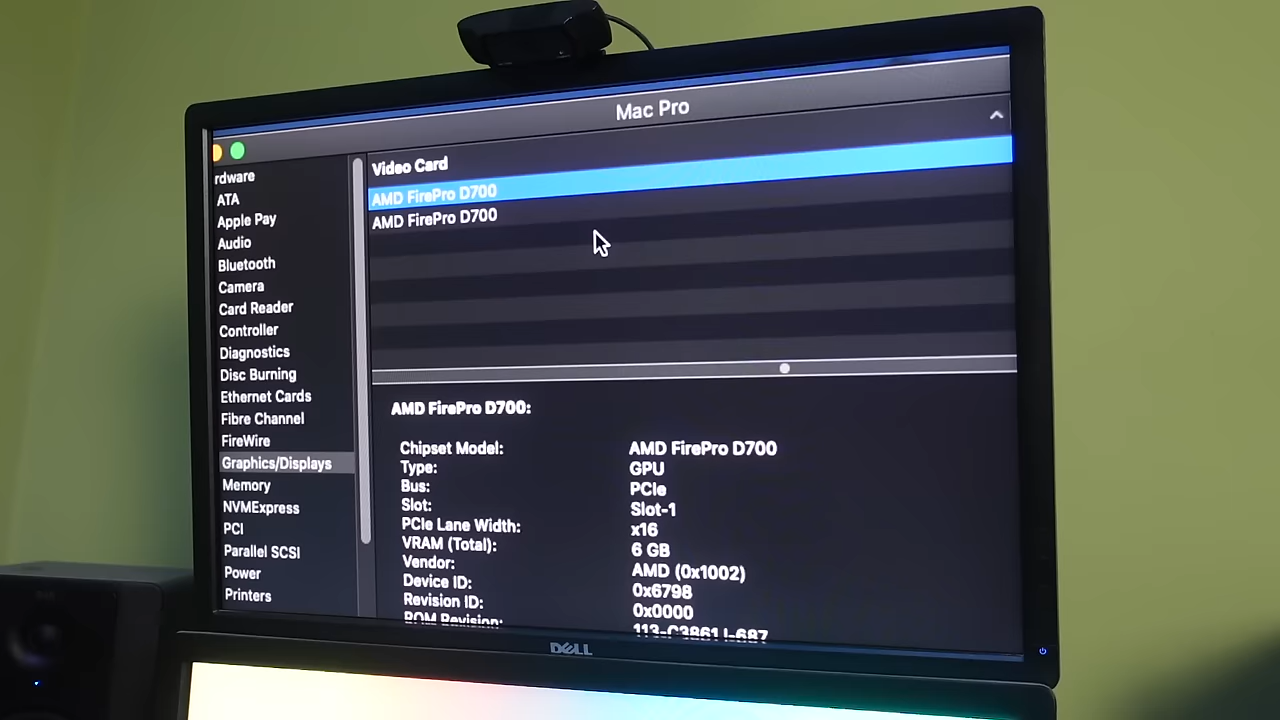 Mac Pro
rdware
ATA
Apple Pay
Audio
Bluetooth
Camera
Card Reader
Controller
Diagnostics
Disc Burning
Ethernet Cards
Fibre Channel
FireWire
Graphics/Displays
Memory
NVMExpress
PCI
Parallel SCSI
Power
Printers
Video Card
AMD FirePro D700
AMD FirePro D700
AMD FirePro D700:
Chipset Model: AMD FirePro D700
Type: GPU
Bus: PCIe
Slot: Slot-1
PCIe Lane Width: x16
VRAM (Total): 6 GB
Vendor: AMD (0x1002)
Device ID: 0x6798
Revision ID: 0x0000
ROM Revision:
DELL